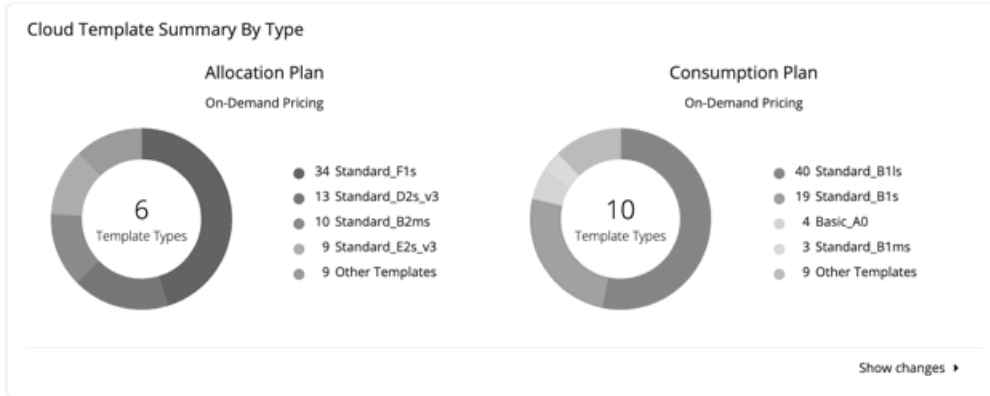 Cloud Template Summary By Type
Allocation Plan
On-Demand Pricing
6
Template Types
34 Standard_F1s
13 Standard_D2s_v3
10 Standard_B2ms
9 Standard_E2s_v3
9 Other Templates
Consumption Plan
On-Demand Pricing
10
Template Types
40 Standard_B1ls
19 Standard_B1s
4 Basic_A0
3 Standard_B1ms
9 Other Templates
Show changes